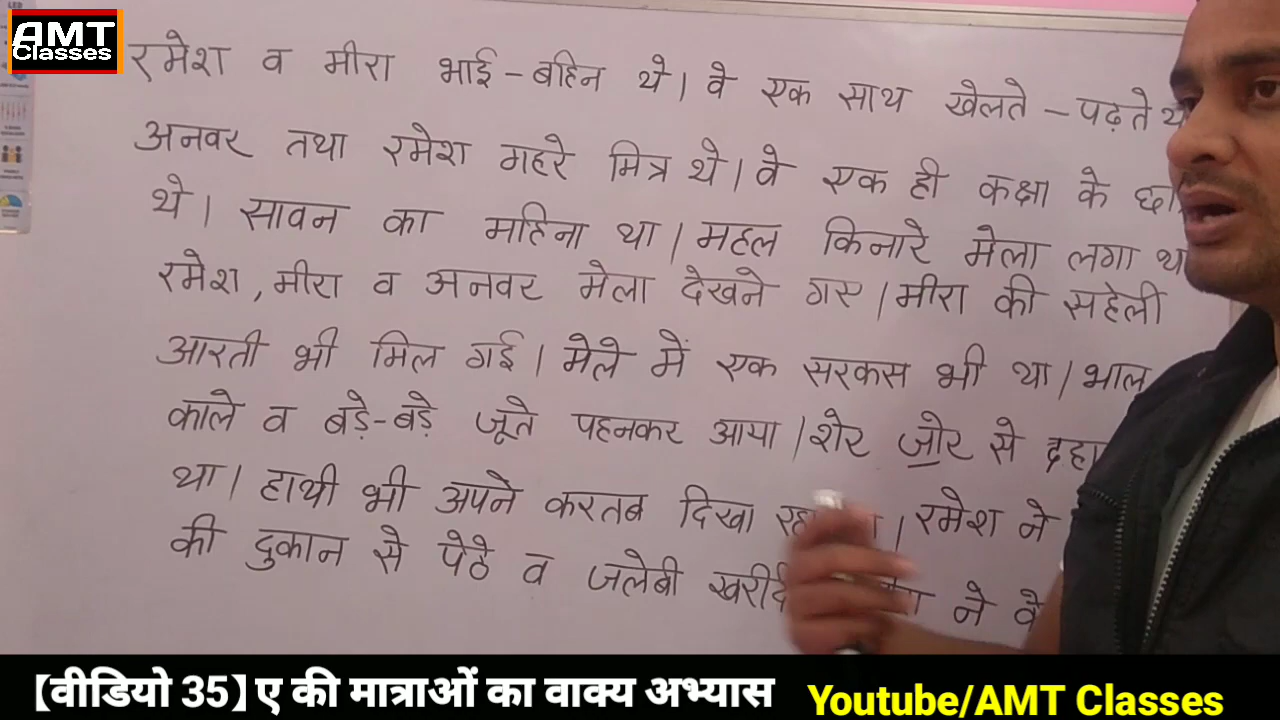 AMT
Classes
रमेश व मीरा भाई-बहिन थे। वे एक साथ खेलते-पढ़ते
अनवर तथा रमेश गहरे मित्र थे। वे एक ही कक्षा के
थे। सावन का महिना था। महल किनारे मेला लगा
रमेश, मीरा व अनवर मेला देखने गए। मीरा की सहेली
आरती भी मिल गई। मेले में एक सरकस भी था।
काले व बड़े-बड़े जूते पहनकर आया। शेर ज़ोर से
था। हाथी भी अपने करतब दिखा रमेश ने
की दुकान से पेठे व जलेबी ने
【वीडियो 35】ए की मात्राओं का वाक्य अभ्यास
Youtube/AMT Classes